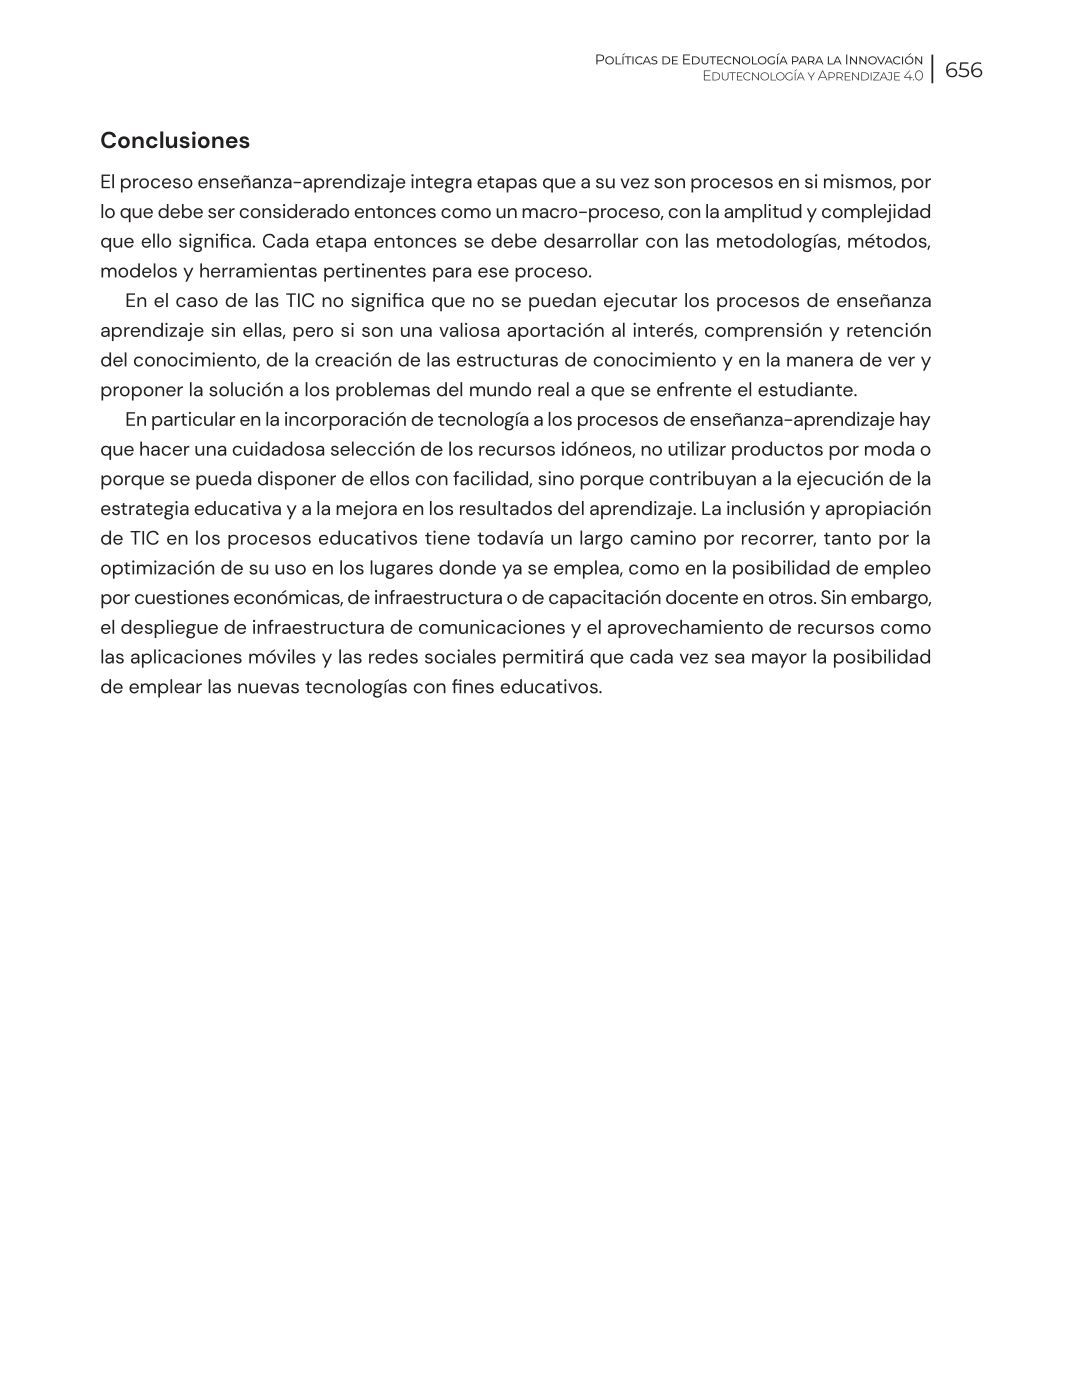 Políticas de Edutecnología para la Innovación
Edutecnología y Aprendizaje 4.0
656
Conclusiones
El proceso enseñanza-aprendizaje integra etapas que a su vez son procesos en si mismos, por
lo que debe ser considerado entonces como un macro-proceso, con la amplitud y complejidad
que ello significa. Cada etapa entonces se debe desarrollar con las metodologías, métodos,
modelos y herramientas pertinentes para ese proceso.
En el caso de las TIC no significa que no se puedan ejecutar los procesos de enseñanza
aprendizaje sin ellas, pero si son una valiosa aportación al interés, comprensión y retención
del conocimiento, de la creación de las estructuras de conocimiento y en la manera de ver y
proponer la solución a los problemas del mundo real a que se enfrente el estudiante.
En particular en la incorporación de tecnología a los procesos de enseñanza-aprendizaje hay
que hacer una cuidadosa selección de los recursos idóneos, no utilizar productos por moda o
porque se pueda disponer de ellos con facilidad, sino porque contribuyan a la ejecución de la
estrategia educativa y a la mejora en los resultados del aprendizaje. La inclusión y apropiación
de TIC en los procesos educativos tiene todavía un largo camino por recorrer, tanto por la
optimización de su uso en los lugares donde ya se emplea, como en la posibilidad de empleo
por cuestiones económicas, de infraestructura o de capacitación docente en otros. Sin embargo,
el despliegue de infraestructura de comunicaciones y el aprovechamiento de recursos como
las aplicaciones móviles y las redes sociales permitirá que cada vez sea mayor la posibilidad
de emplear las nuevas tecnologías con fines educativos.